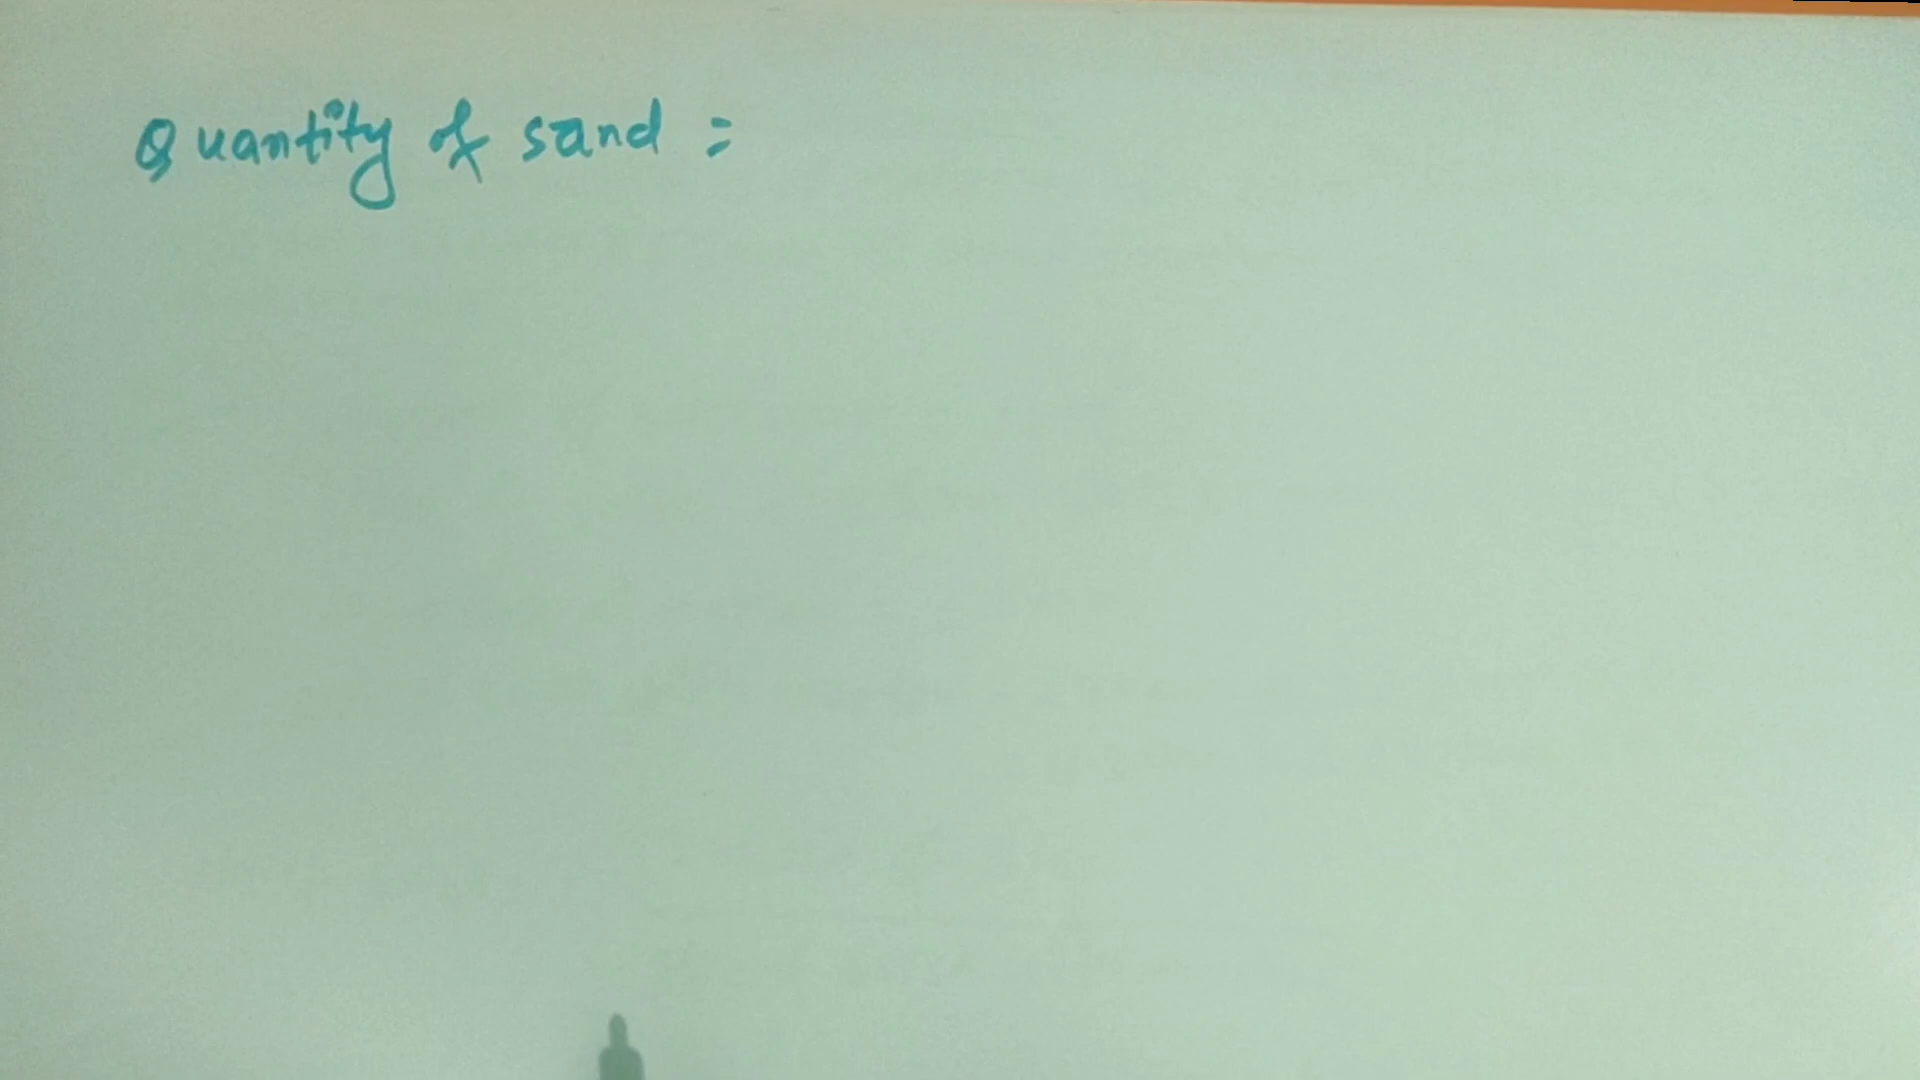 Quantity of sand =